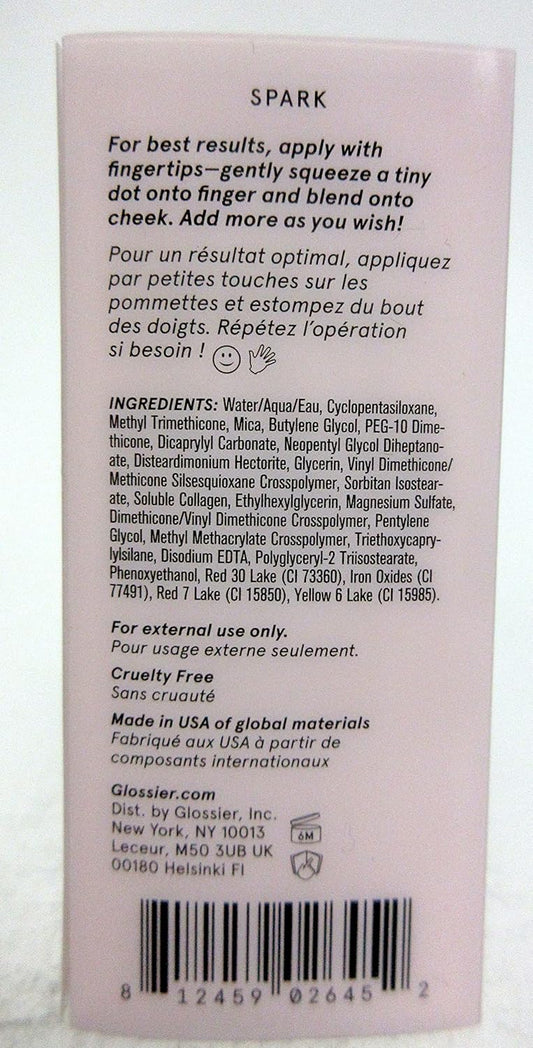 SPARK
For best results, apply with
fingertips—gently squeeze a tiny
dot onto finger and blend onto
cheek. Add more as you wish!
Pour un résultat optimal, appliquez
par petites touches sur les
pommettes et estompez du bout
des doigts. Répétez l'opération
si besoin !
INGREDIENTS: Water/Aqua/Eau, Cyclopentasiloxane,
Methyl Trimethicone, Mica, Butylene Glycol, PEG-10 Dime-
thicone, Dicaprylyl Carbonate, Neopentyl Glycol Diheptano-
ate, Disteardimonium Hectorite, Glycerin, Vinyl Dimethicone/
Methicone Silsesquioxane Crosspolymer, Sorbitan Isostear-
ate, Soluble Collagen, Ethylhexylglycerin, Magnesium Sulfate,
Dimethicone/Vinyl Dimethicone Crosspolymer, Pentylene
Glycol, Methyl Methacrylate Crosspolymer, Triethoxycapry-
lylsilane, Disodium EDTA, Polyglyceryl-2 Triisostearate,
Phenoxyethanol, Red 30 Lake (CI 73360), Iron Oxides (CI
77491), Red 7 Lake (CI 15850), Yellow 6 Lake (CI 15985).
For external use only.
Pour usage externe seulement.
Cruelty Free
Sans cruauté
Made in USA of global materials
Fabriqué aux USA à partir de
composants internationaux
Glossier.com
Dist. by Glossier, Inc.
New York, NY 10013
Leceur, M50 3UB UK
00180 Helsinki FI
6M
8 12459 02645 2